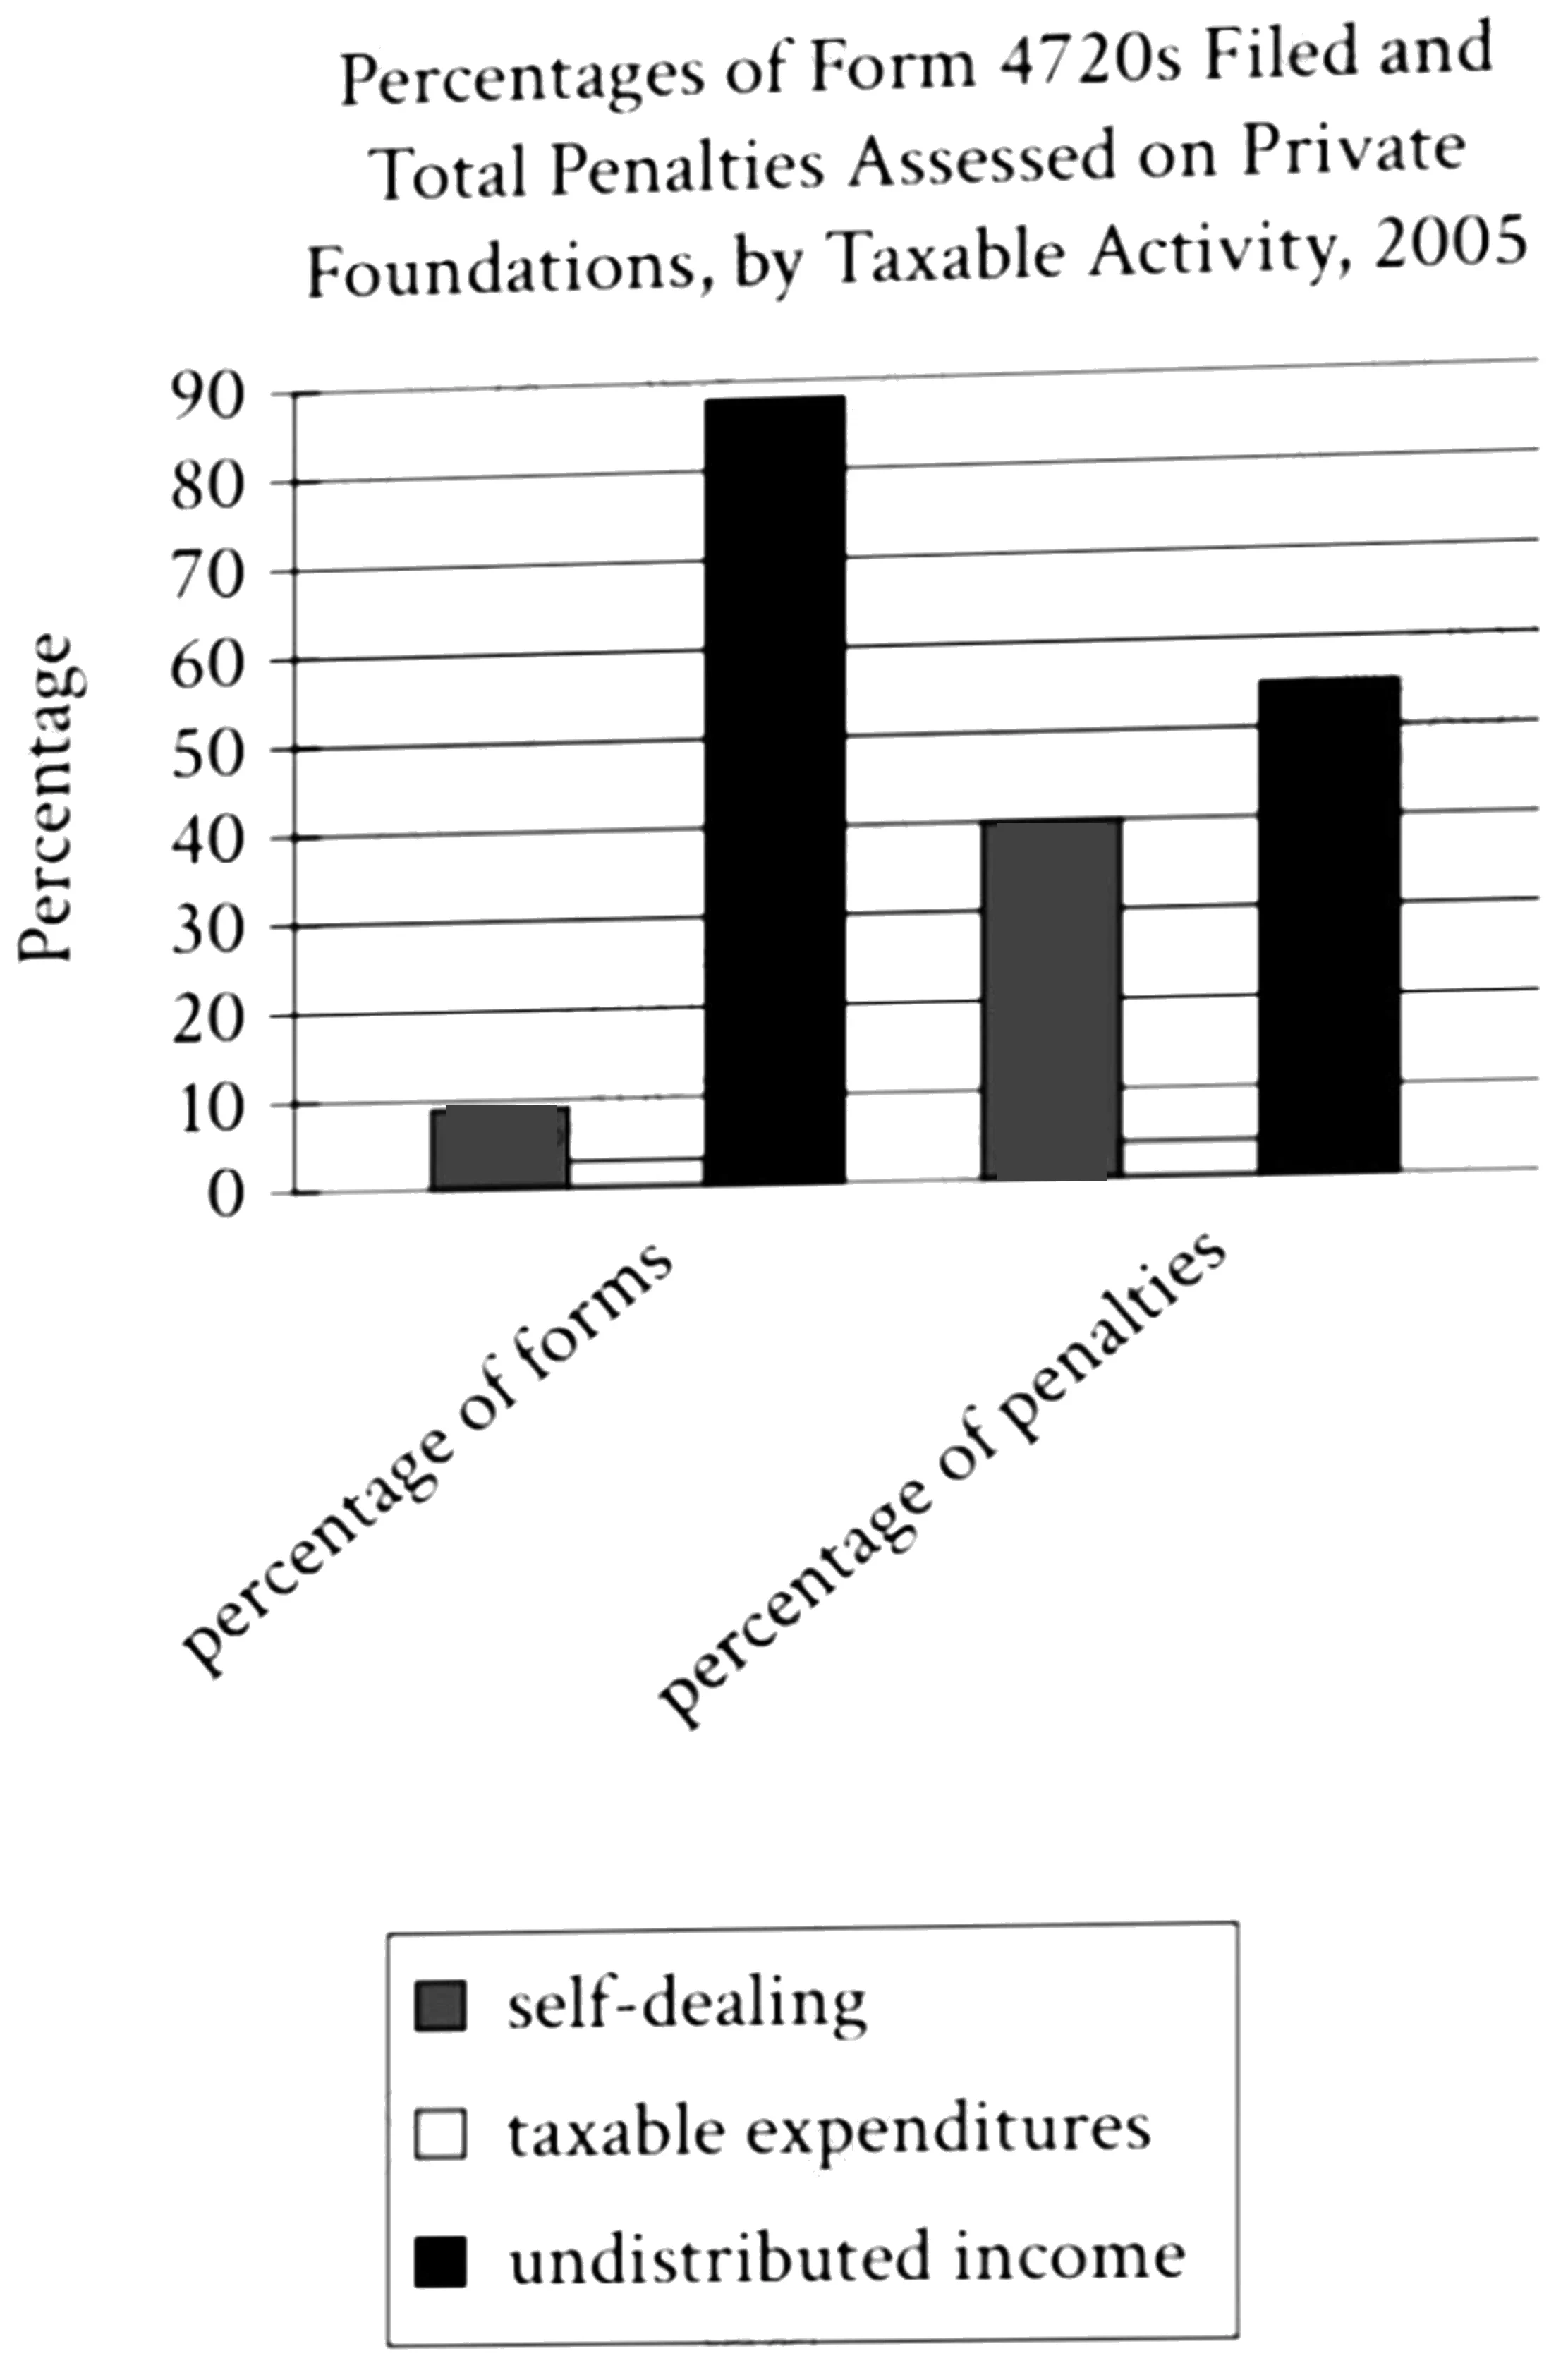 Percentages of Form 4720s Filed and
Total Penalties Assessed on Private
Foundations, by Taxable Activity, 2005
Percentage
90
80
70
60
50
40
30
20
10
0
percentage of forms
percentage of penalties
self-dealing
taxable expenditures
undistributed income